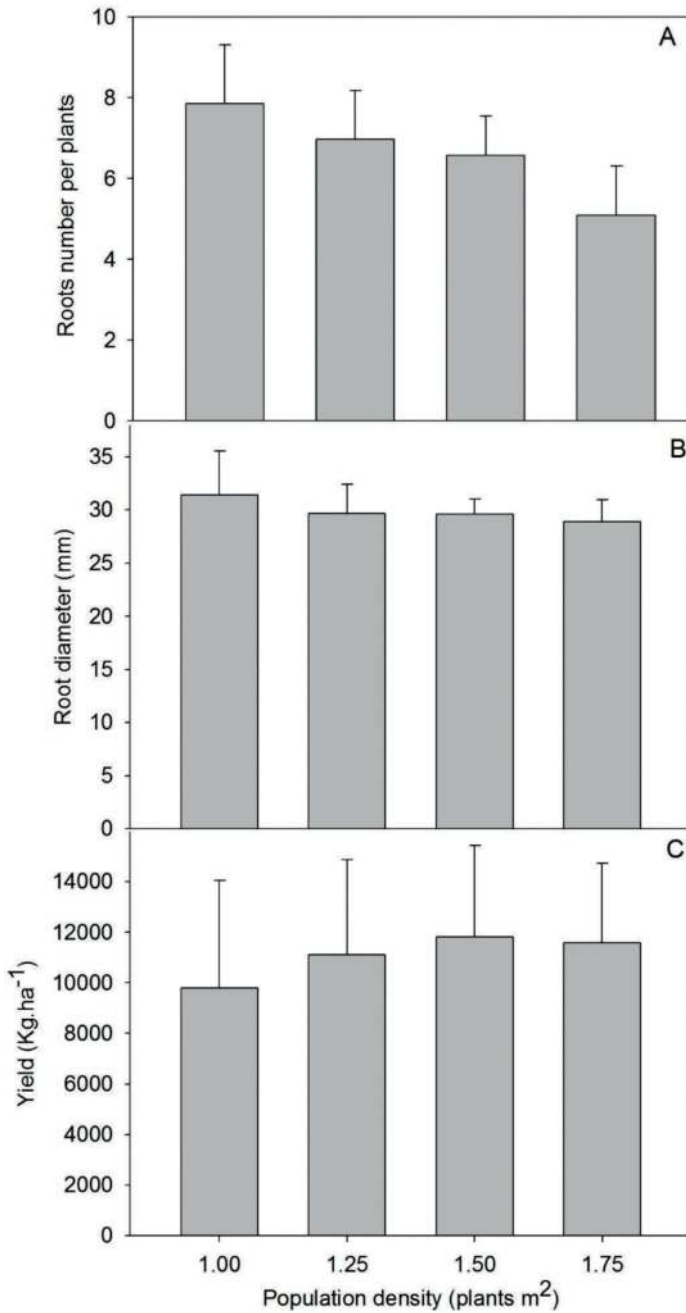 A
10
8
6
4
2
0
Roots number per plants
B
35
30
25
20
15
10
5
0
Root diameter (mm)
C
14000
12000
10000
8000
6000
4000
2000
0
Yield (Kg.ha⁻¹)
1.00 1.25 1.50 1.75
Population density (plants m²)